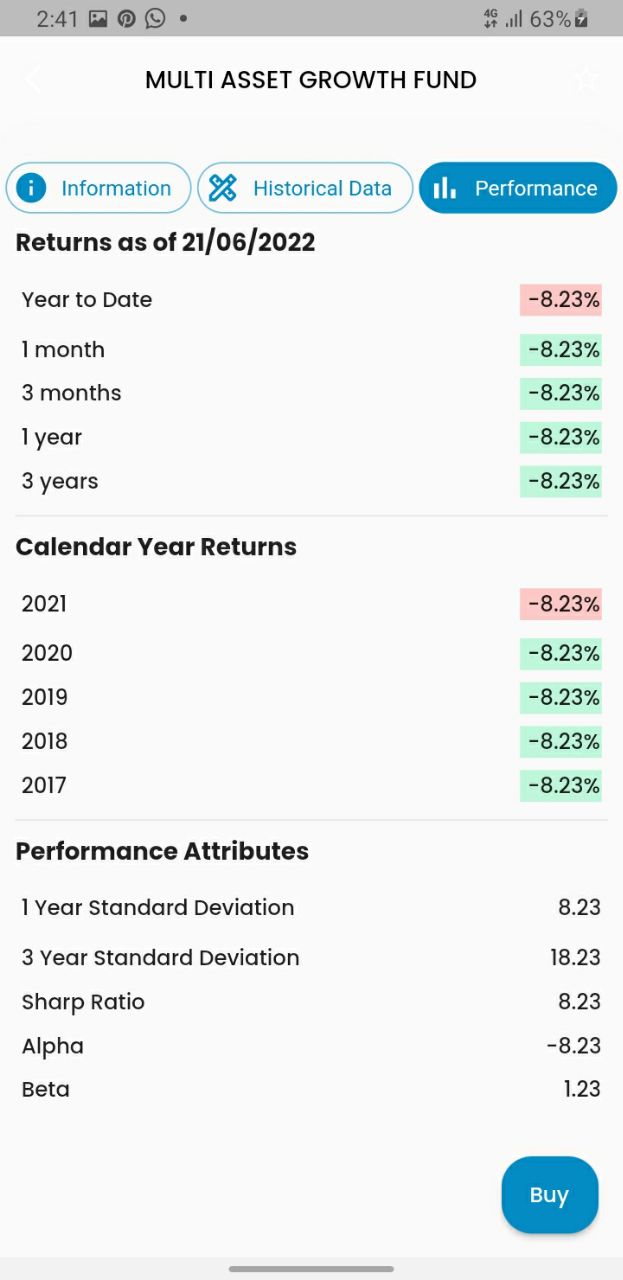 2:41 4G 63%
MULTI ASSET GROWTH FUND
Information Historical Data Performance
Returns as of 21/06/2022
Year to Date -8.23%
1 month -8.23%
3 months -8.23%
1 year -8.23%
3 years -8.23%
Calendar Year Returns
2021 -8.23%
2020 -8.23%
2019 -8.23%
2018 -8.23%
2017 -8.23%
Performance Attributes
1 Year Standard Deviation 8.23
3 Year Standard Deviation 18.23
Sharp Ratio 8.23
Alpha -8.23
Beta 1.23
Buy